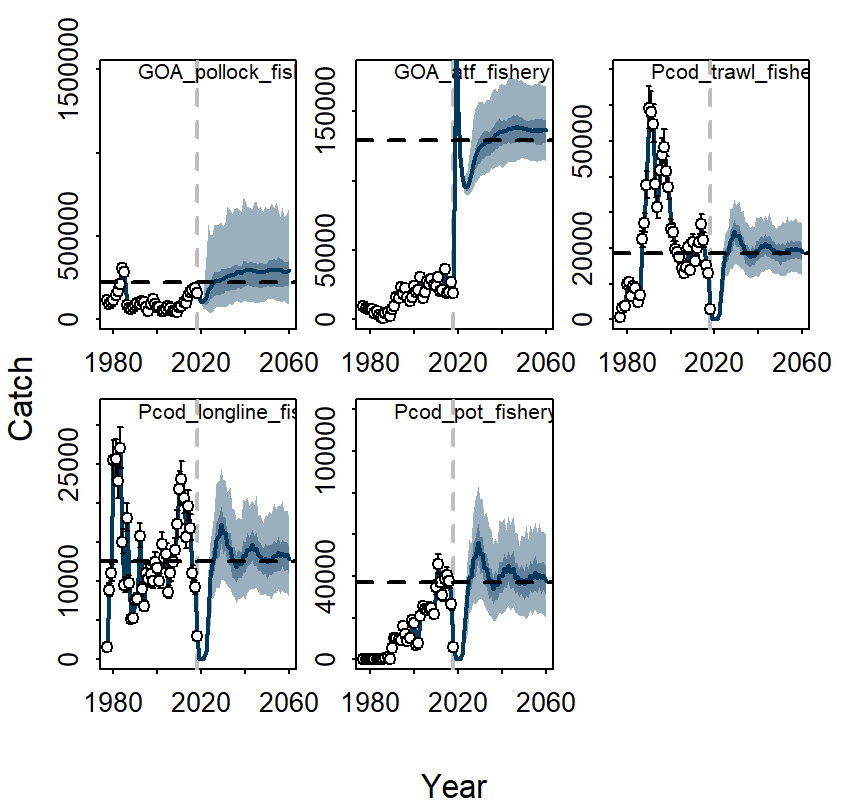 GOA_pollock_fish
GOA_atf_fishery
Pcod_trawl_fishe
1500000
500000
0
150000
50000
0
50000
20000
0
1980 2020 2060
1980 2020 2060
1980 2020 2060
Catch
Pcod_longline_fis
Pcod_pot_fishery
25000
10000
0
100000
40000
0
1980 2020 2060
1980 2020 2060
Year